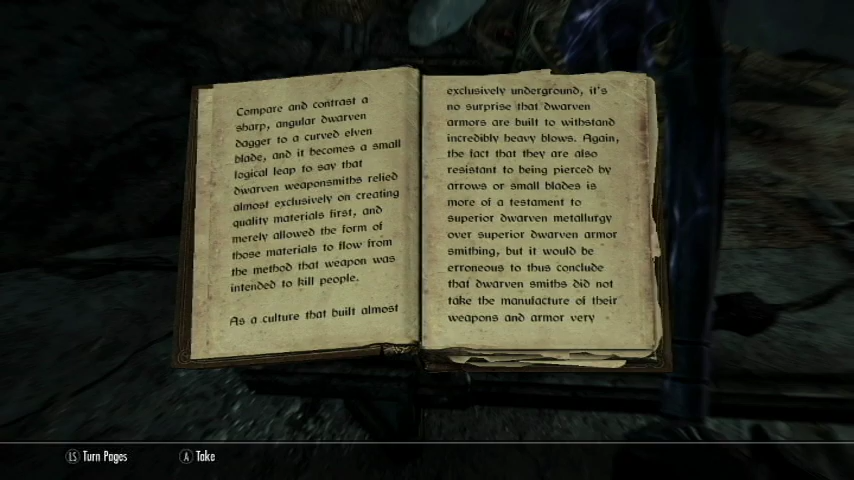 Compare and contrast a
sharp, angular dwarven
dagger to a curved elven
blade, and it becomes a small
logical leap to say that
dwarven weaponsmiths relied
almost exclusively on creating
quality materials first, and
merely allowed the form of
those materials to flow from
the method that weapon was
intended to kill people.
As a culture that built almost
exclusively underground, it's
no surprise that dwarven
armors are built to withstand
incredibly heavy blows. Again,
the fact that they are also
resistant to being pierced by
arrows or small blades is
more of a testament to
superior dwarven metallurgy
over superior dwarven armor
smithing, but it would be
erroneous to thus conclude
that dwarven smiths did not
take the manufacture of their
weapons and armor very
LS Turn Pages
A Take